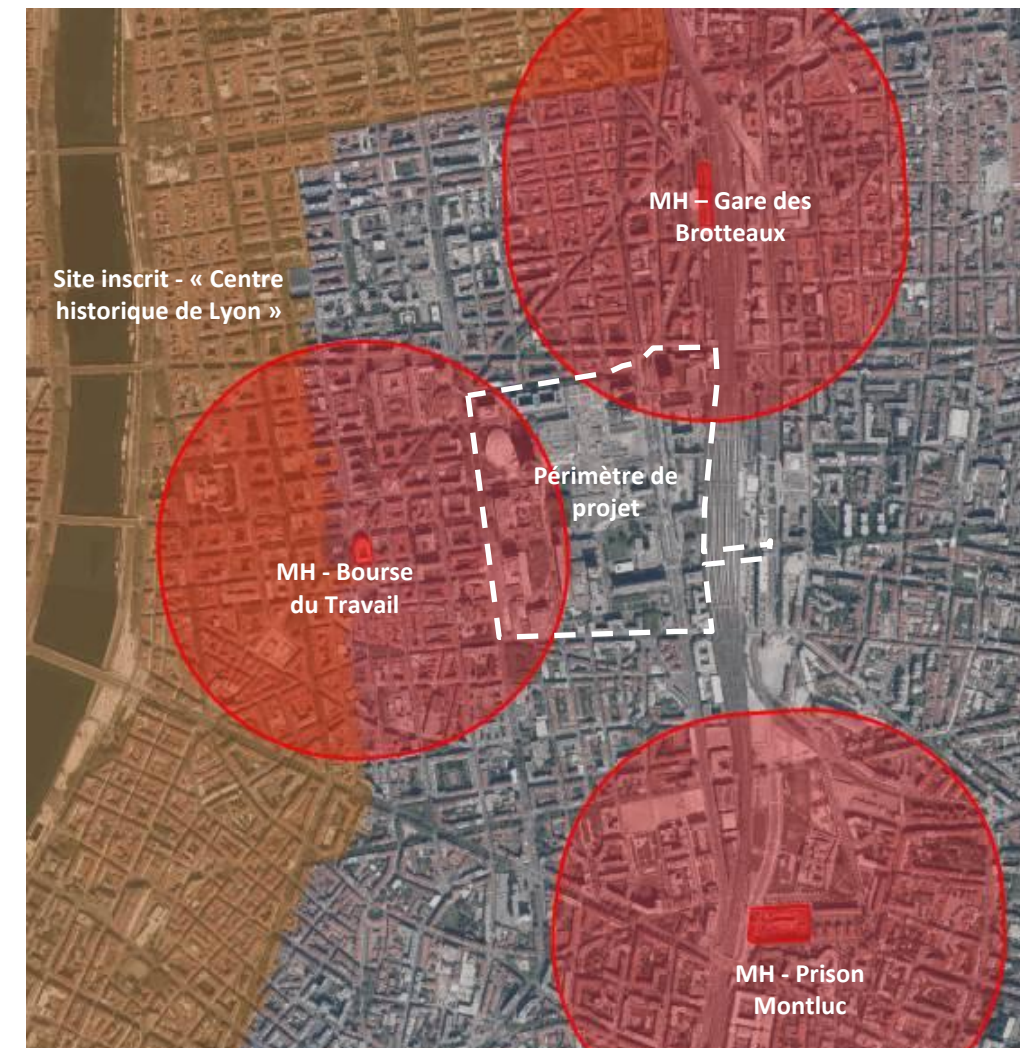 MH – Gare des
Brotteaux
Site inscrit - « Centre
historique de Lyon »
Périmètre de
projet
MH - Bourse
du Travail
MH - Prison
Montluc